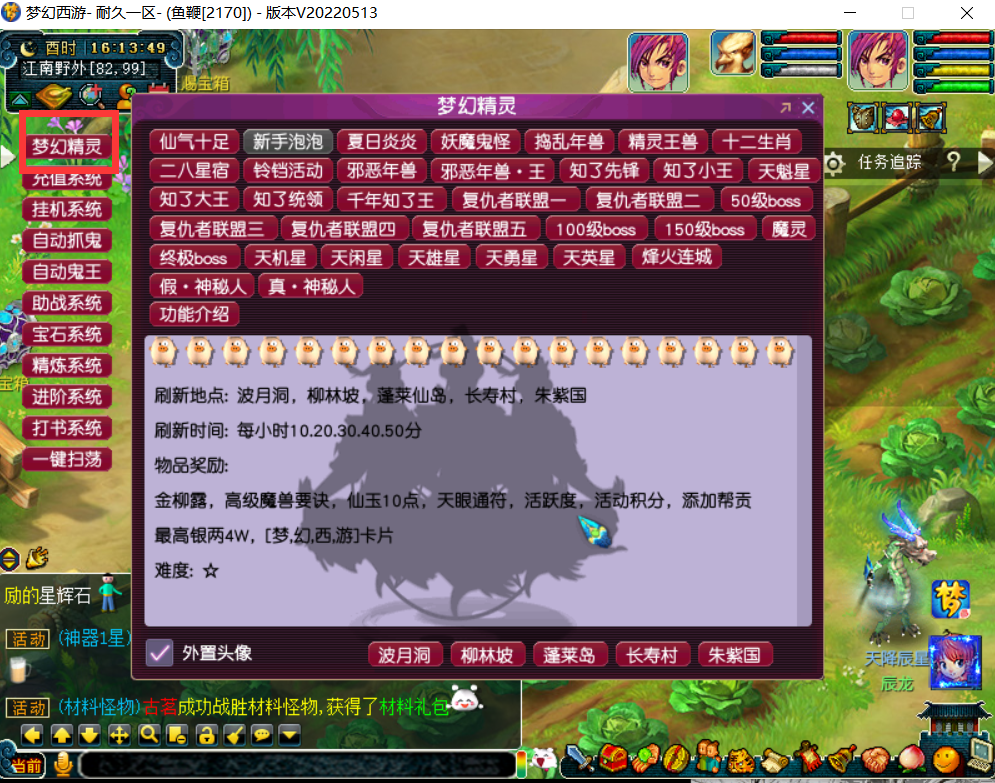 梦幻西游- 耐久一区- (鱼鞭[2170]) - 版本V20220513
酉时 16:13:49
江南野外[82,99]
梦幻精灵
充值系统
挂机系统
自动抓鬼
自动鬼王
助战系统
宝石系统
精炼系统
进阶系统
打书系统
一键扫荡
宝箱
梦幻精灵
仙气十足 新手泡泡 夏日炎炎 妖魔鬼怪 捣乱年兽 精灵王兽 十二生肖
二八星宿 铃铛活动 邪恶年兽 邪恶年兽·王 知了先锋 知了小王 天魁星
知了大王 知了统领 千年知了王 复仇者联盟一 复仇者联盟二 50级boss
复仇者联盟三 复仇者联盟四 复仇者联盟五 100级boss 150级boss 魔灵
终极boss 天机星 天闲星 天雄星 天勇星 天英星 烽火连城
假·神秘人 真·神秘人
功能介绍
刷新地点: 波月洞, 柳林坡, 蓬莱仙岛, 长寿村, 朱紫国
刷新时间: 每小时10.20.30.40.50分
物品奖励:
金柳露, 高级魔兽要诀, 仙玉10点, 天眼通符, 活跃度, 活动积分, 添加帮贡
最高银两4W, [梦,幻,西,游]卡片
难度: ☆
外置头像 波月洞 柳林坡 蓬莱岛 长寿村 朱紫国
任务追踪 ?
梦
天降辰星
辰龙
励的星辉石
活动 (神器1星)
活动 (材料怪物)古茗成功战胜材料怪物,获得了材料礼包
当前